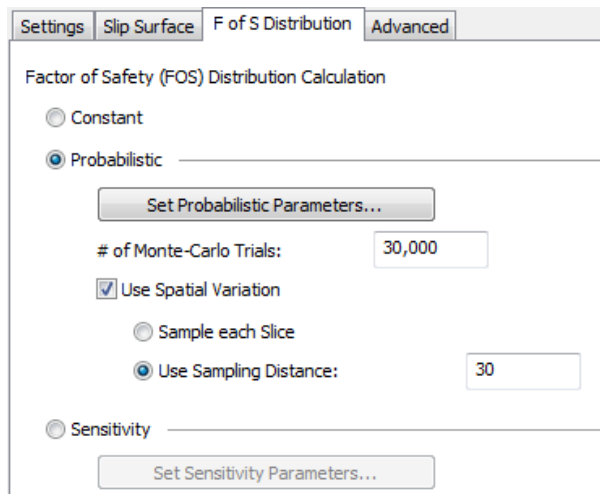 Settings Slip Surface F of S Distribution Advanced
Factor of Safety (FOS) Distribution Calculation
Constant
Probabilistic
Set Probabilistic Parameters...
# of Monte-Carlo Trials: 30,000
Use Spatial Variation
Sample each Slice
Use Sampling Distance: 30
Sensitivity
Set Sensitivity Parameters...